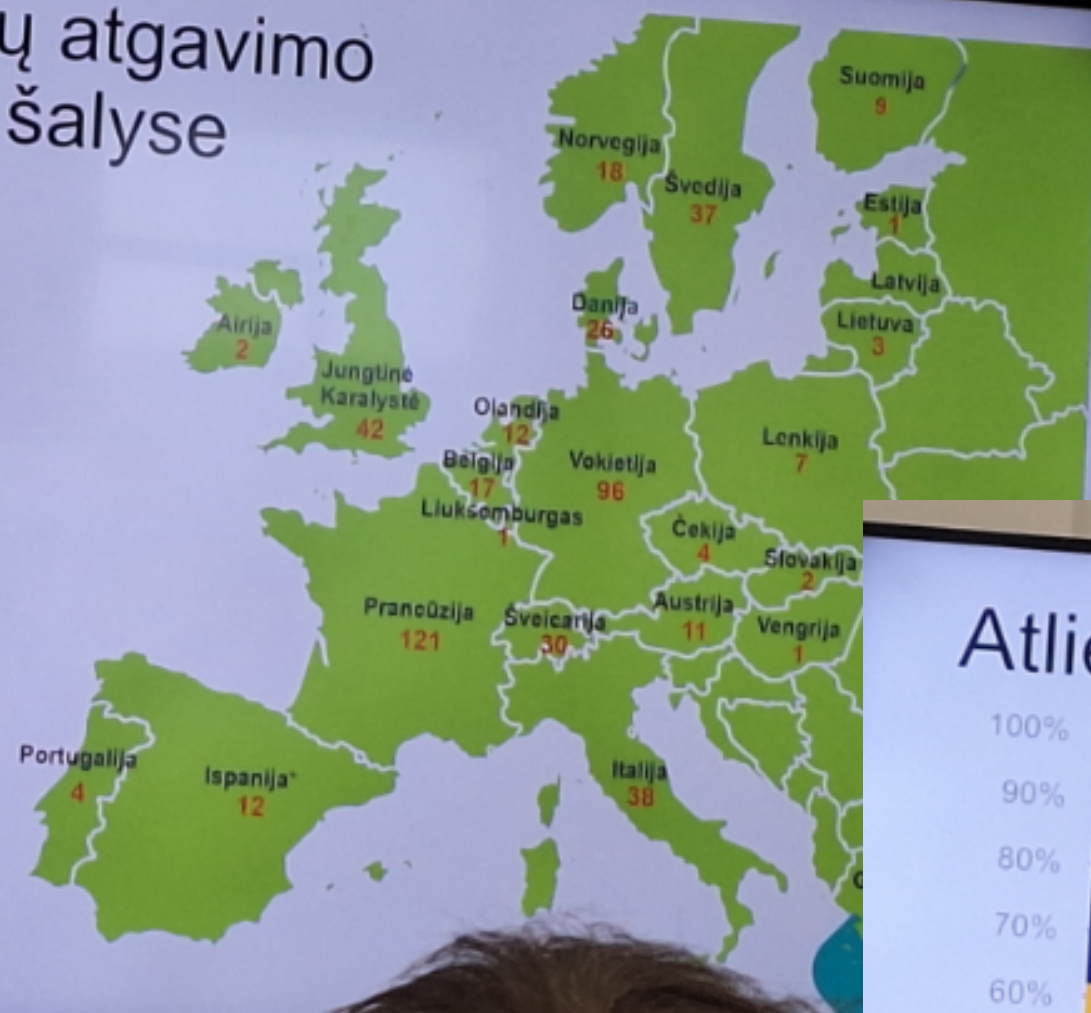 ų atgavimo
šalyse
Suomija
9
Norvegija
18
Švedija
37
Estija
1
Latvija
Danija
26
Lietuva
3
Airija
2
Jungtinė
Karalystė
42
Olandija
12
Lenkija
7
Belgija
17
Vokietija
96
Liuksemburgas
1
Čekija
4
Slovakija
2
Prancūzija
121
Šveicarija
30
Austrija
11
Vengrija
1
Portugalija
4
Ispanija*
12
Italija
38
Atli
100%
90%
80%
70%
60%